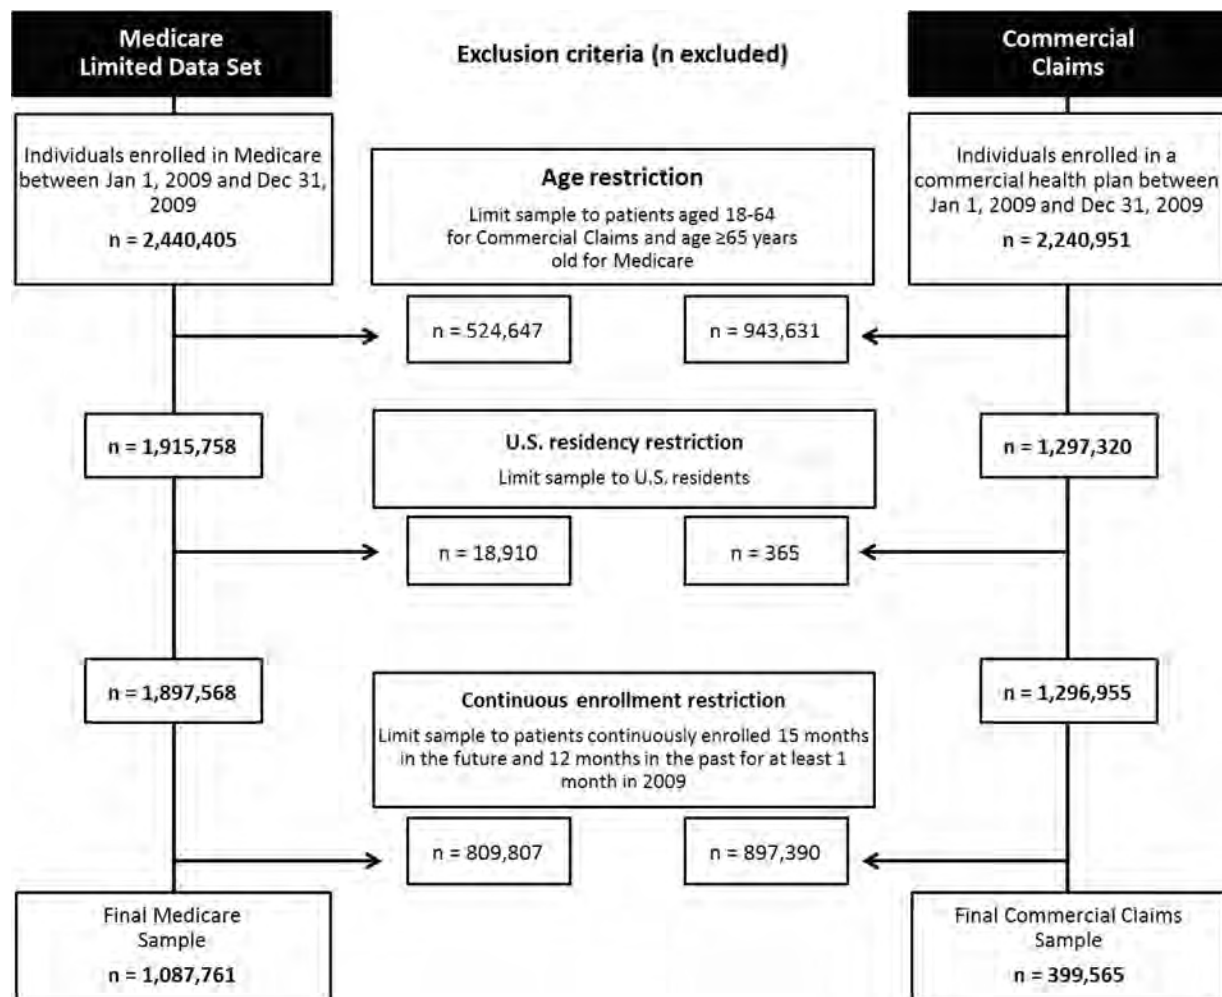 Medicare
Limited Data Set
Exclusion criteria (n excluded)
Commercial
Claims
Individuals enrolled in Medicare
between Jan 1, 2009 and Dec 31,
2009
n = 2,440,405
Age restriction
Limit sample to patients aged 18-64
for Commercial Claims and age ≥65 years
old for Medicare
Individuals enrolled in a
commercial health plan between
Jan 1, 2009 and Dec 31, 2009
n = 2,240,951
n = 524,647
n = 943,631
n = 1,915,758
U.S. residency restriction
Limit sample to U.S. residents
n = 1,297,320
n = 18,910
n = 365
n = 1,897,568
Continuous enrollment restriction
Limit sample to patients continuously enrolled 15 months
in the future and 12 months in the past for at least 1
month in 2009
n = 1,296,955
n = 809,807
n = 897,390
Final Medicare
Sample
n = 1,087,761
Final Commercial Claims
Sample
n = 399,565